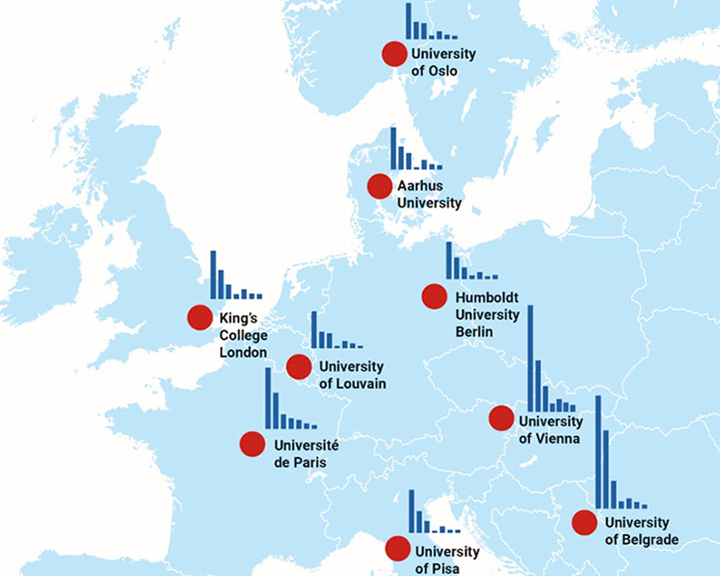 University
of Oslo
Aarhus
University
Humboldt
University
Berlin
King's
College
London
University
of Louvain
University
of Vienna
Université
de Paris
University
of Belgrade
University
of Pisa